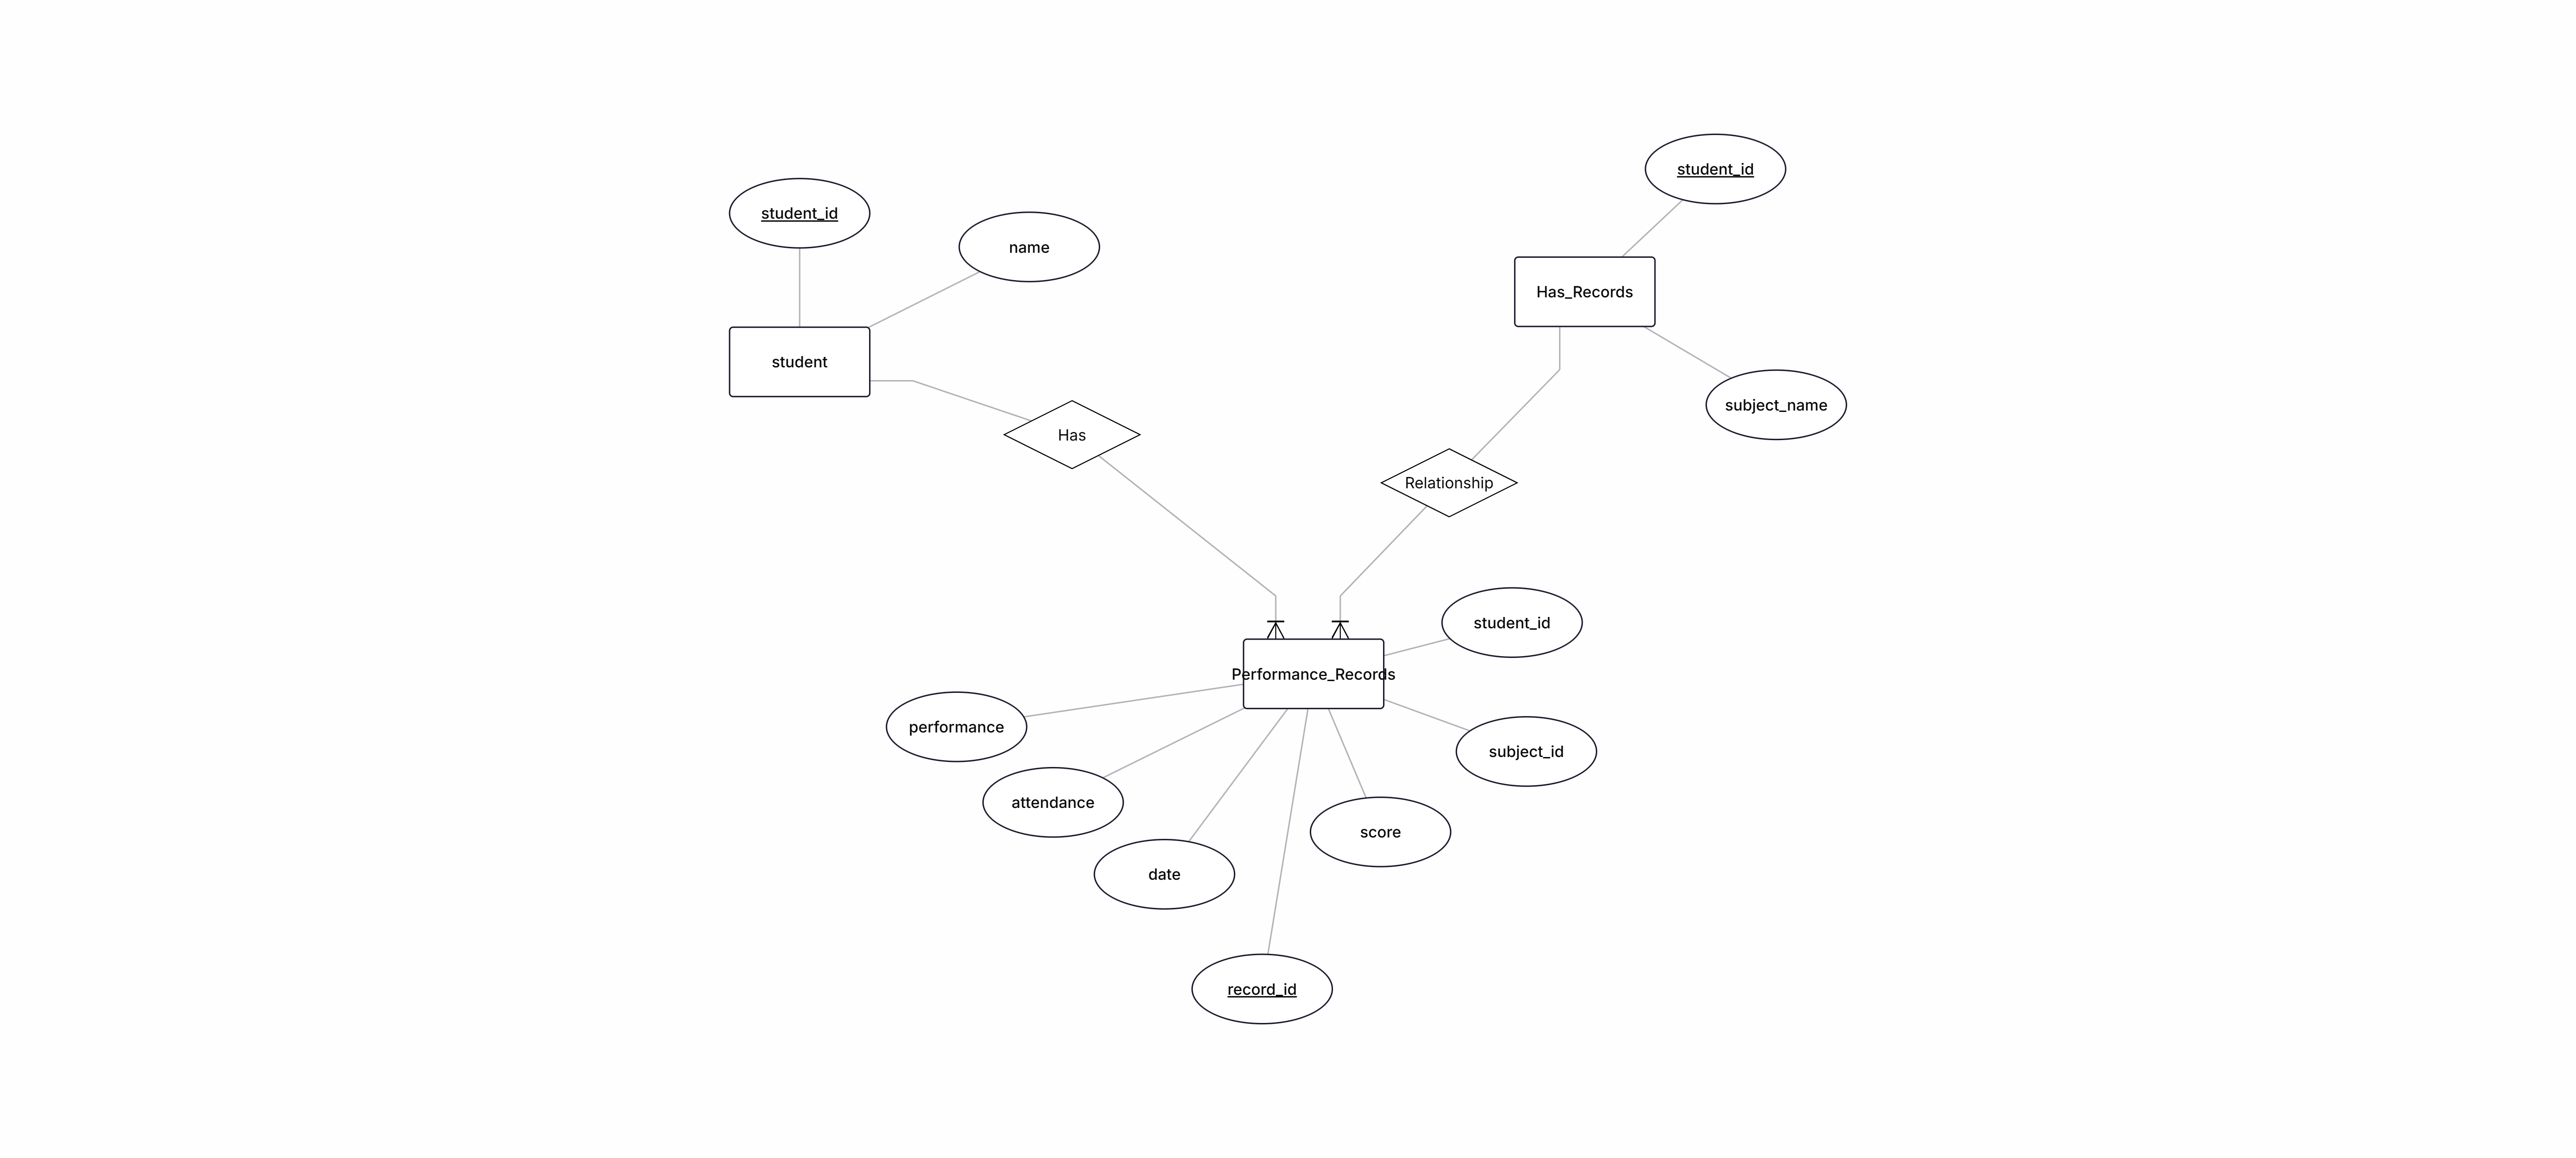 student_id
student_id
name
Has_Records
student
subject_name
Has
Relationship
student_id
Performance_Records
performance
subject_id
attendance
score
date
record_id